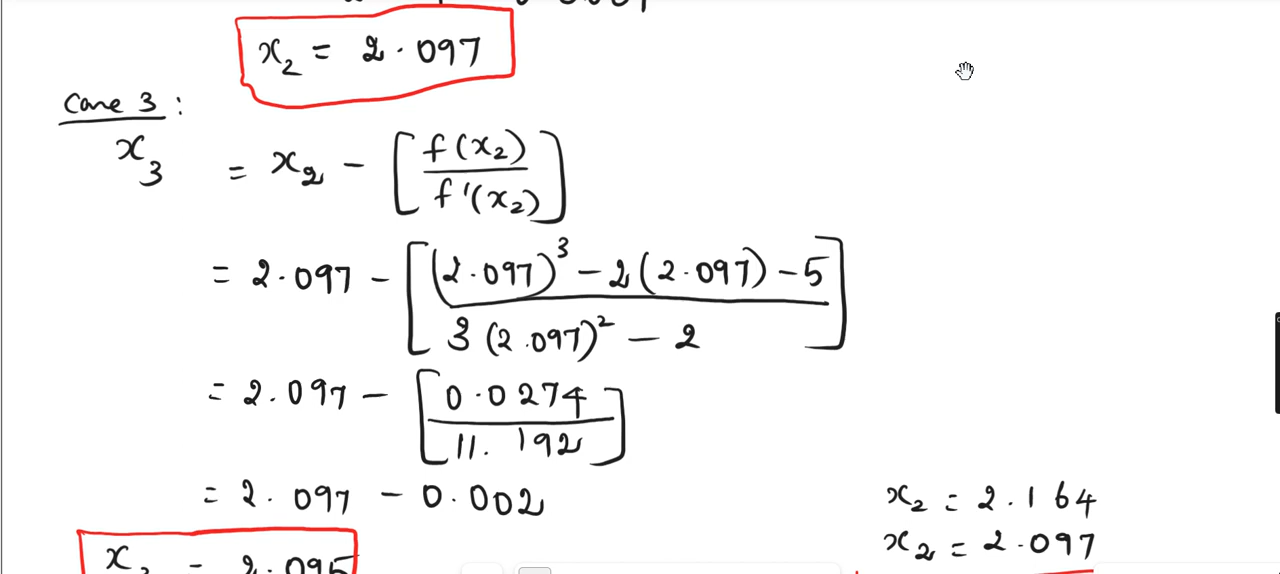 x₂ = 2.097
Case 3 :
x₃ = x₂ - [f(x₂) / f'(x₂)]
= 2.097 - [(2.097)³ - 2(2.097) - 5 / 3(2.097)² - 2]
= 2.097 - [0.0274 / 11.192]
= 2.097 - 0.002
x₂ = 2.164
x₂ = 2.097
= 2.095